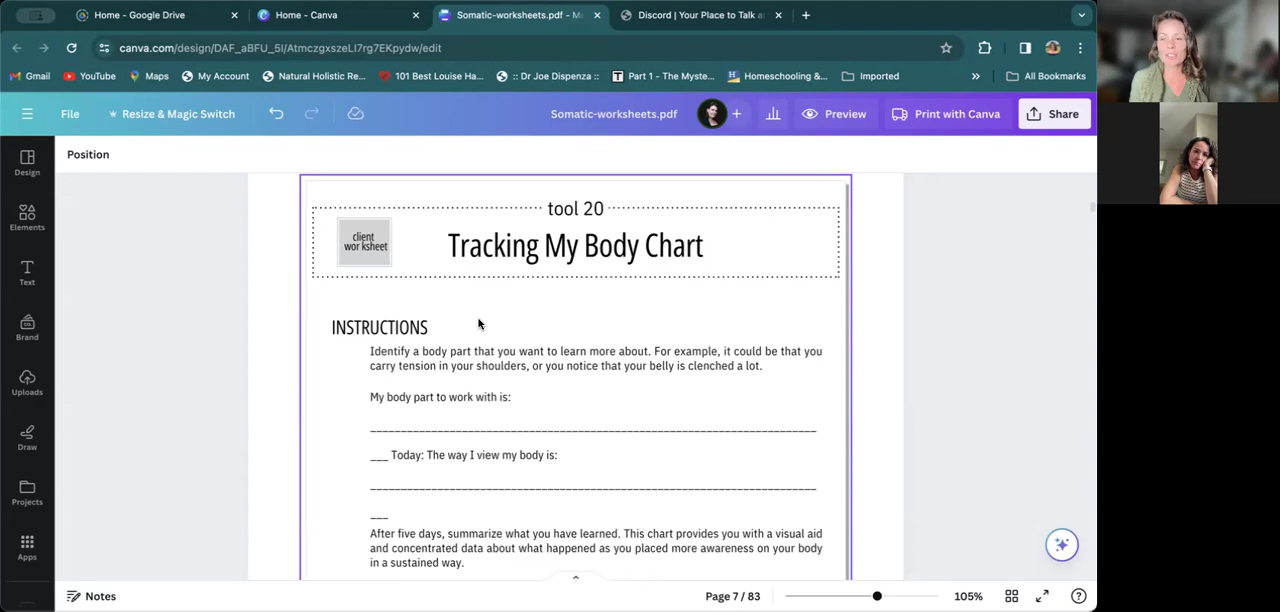 Home - Google Drive
Home - Canva
Somatic-worksheets.pdf - Ma
Discord | Your Place to Talk a
canva.com/design/DAF_aBFU_5I/AtmczgxszeLI7rg7EKpydw/edit
Gmail
YouTube
Maps
My Account
Natural Holistic Re...
101 Best Louise Ha...
:: Dr Joe Dispenza ::
Part 1 - The Myste...
Homeschooling &...
Imported
»
All Bookmarks
File
Resize & Magic Switch
Somatic-worksheets.pdf
Preview
Print with Canva
Share
Design
Elements
Text
Brand
Uploads
Draw
Projects
Apps
Position
tool 20
client
wor ksheet
Tracking My Body Chart
INSTRUCTIONS
Identify a body part that you want to learn more about. For example, it could be that you
carry tension in your shoulders, or you notice that your belly is clenched a lot.
My body part to work with is:
___ Today: The way I view my body is:
After five days, summarize what you have learned. This chart provides you with a visual aid
and concentrated data about what happened as you placed more awareness on your body
in a sustained way.
Notes
Page 7 / 83
105%